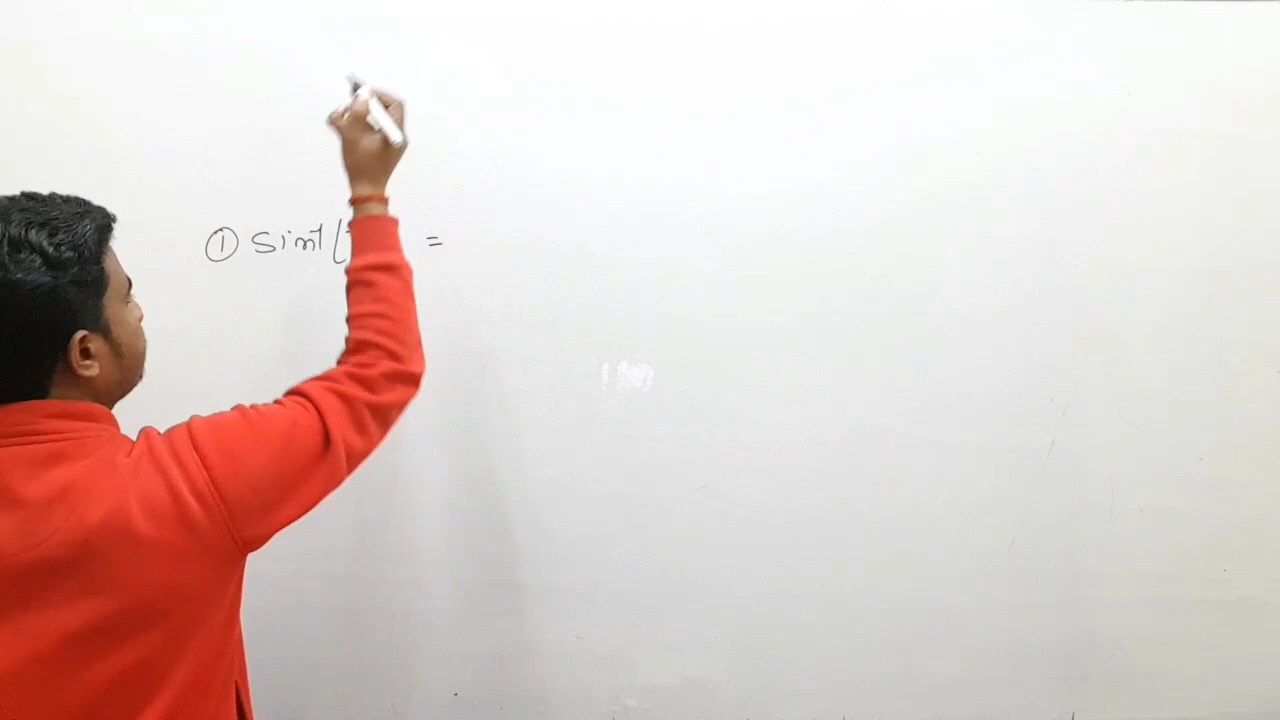 ① sin⁻¹(
=